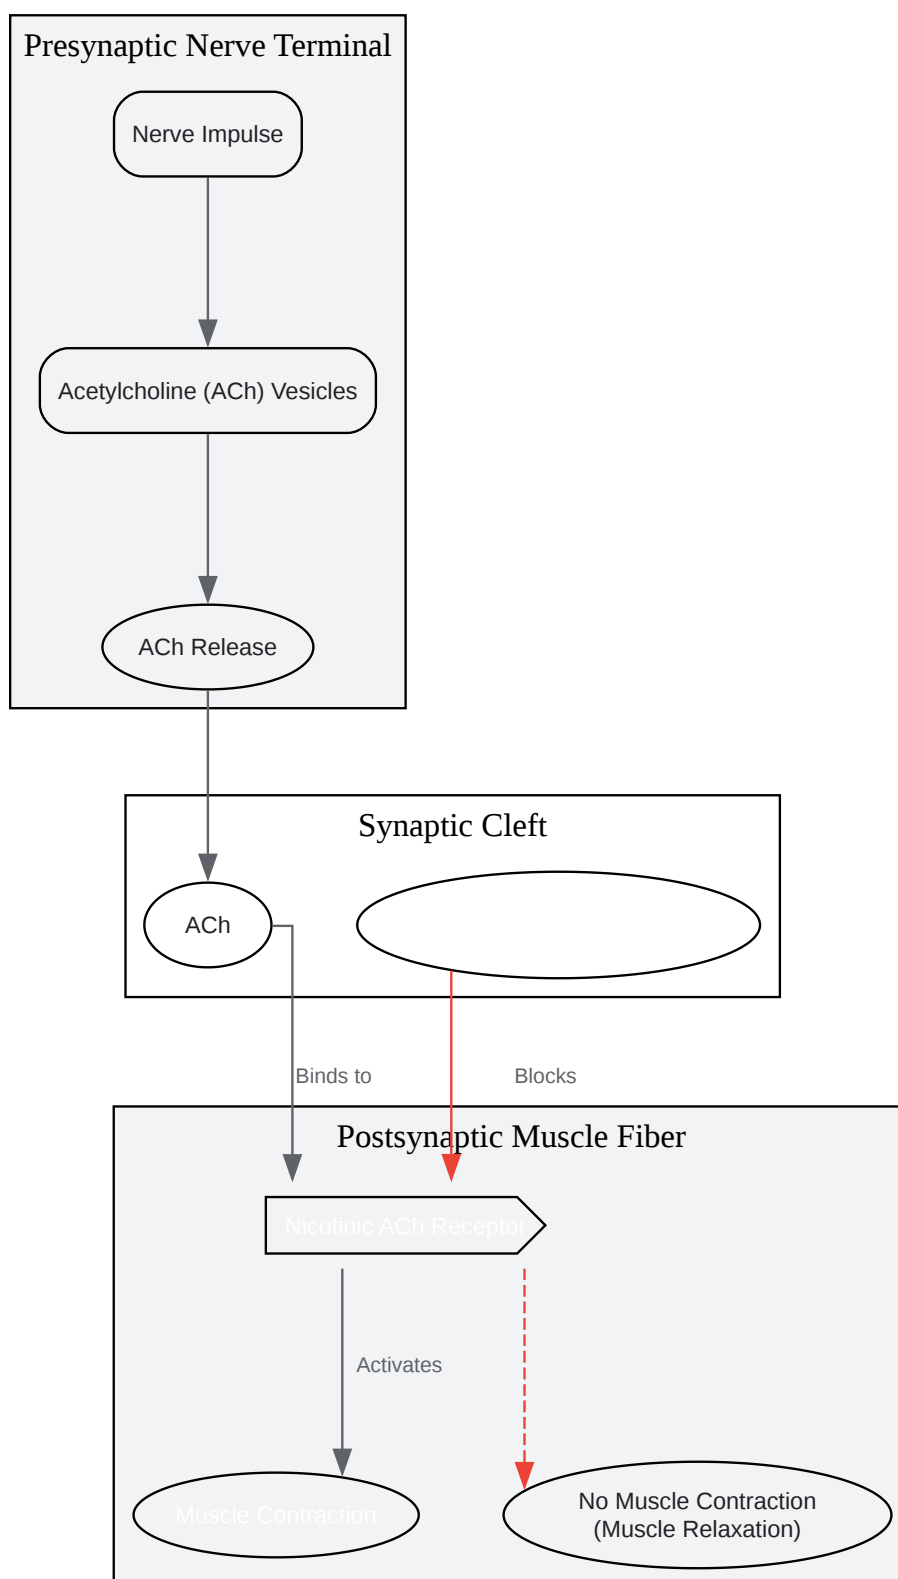 Presynaptic Nerve Terminal
Nerve Impulse
Acetylcholine (ACh) Vesicles
ACh Release
Synaptic Cleft
ACh
Binds to
Blocks
Postsynaptic Muscle Fiber
Nicotinic ACh Receptor
Activates
Muscle Contraction
No Muscle Contraction
(Muscle Relaxation)